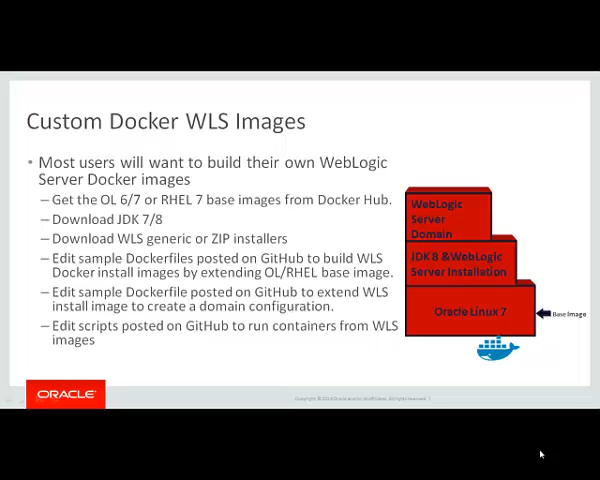 Custom Docker WLS Images
• Most users will want to build their own WebLogic
Server Docker images
– Get the OL 6/7 or RHEL 7 base images from Docker Hub.
– Download JDK 7/8
– Download WLS generic or ZIP installers
– Edit sample Dockerfiles posted on GitHub to build WLS
Docker install images by extending OL/RHEL base image.
– Edit sample Dockerfile posted on GitHub to extend WLS
install image to create a domain configuration.
– Edit scripts posted on GitHub to run containers from WLS
images
WebLogic
Server
Domain
JDK 8 &WebLogic
Server Installation
Oracle Linux 7
Base Image
ORACLE